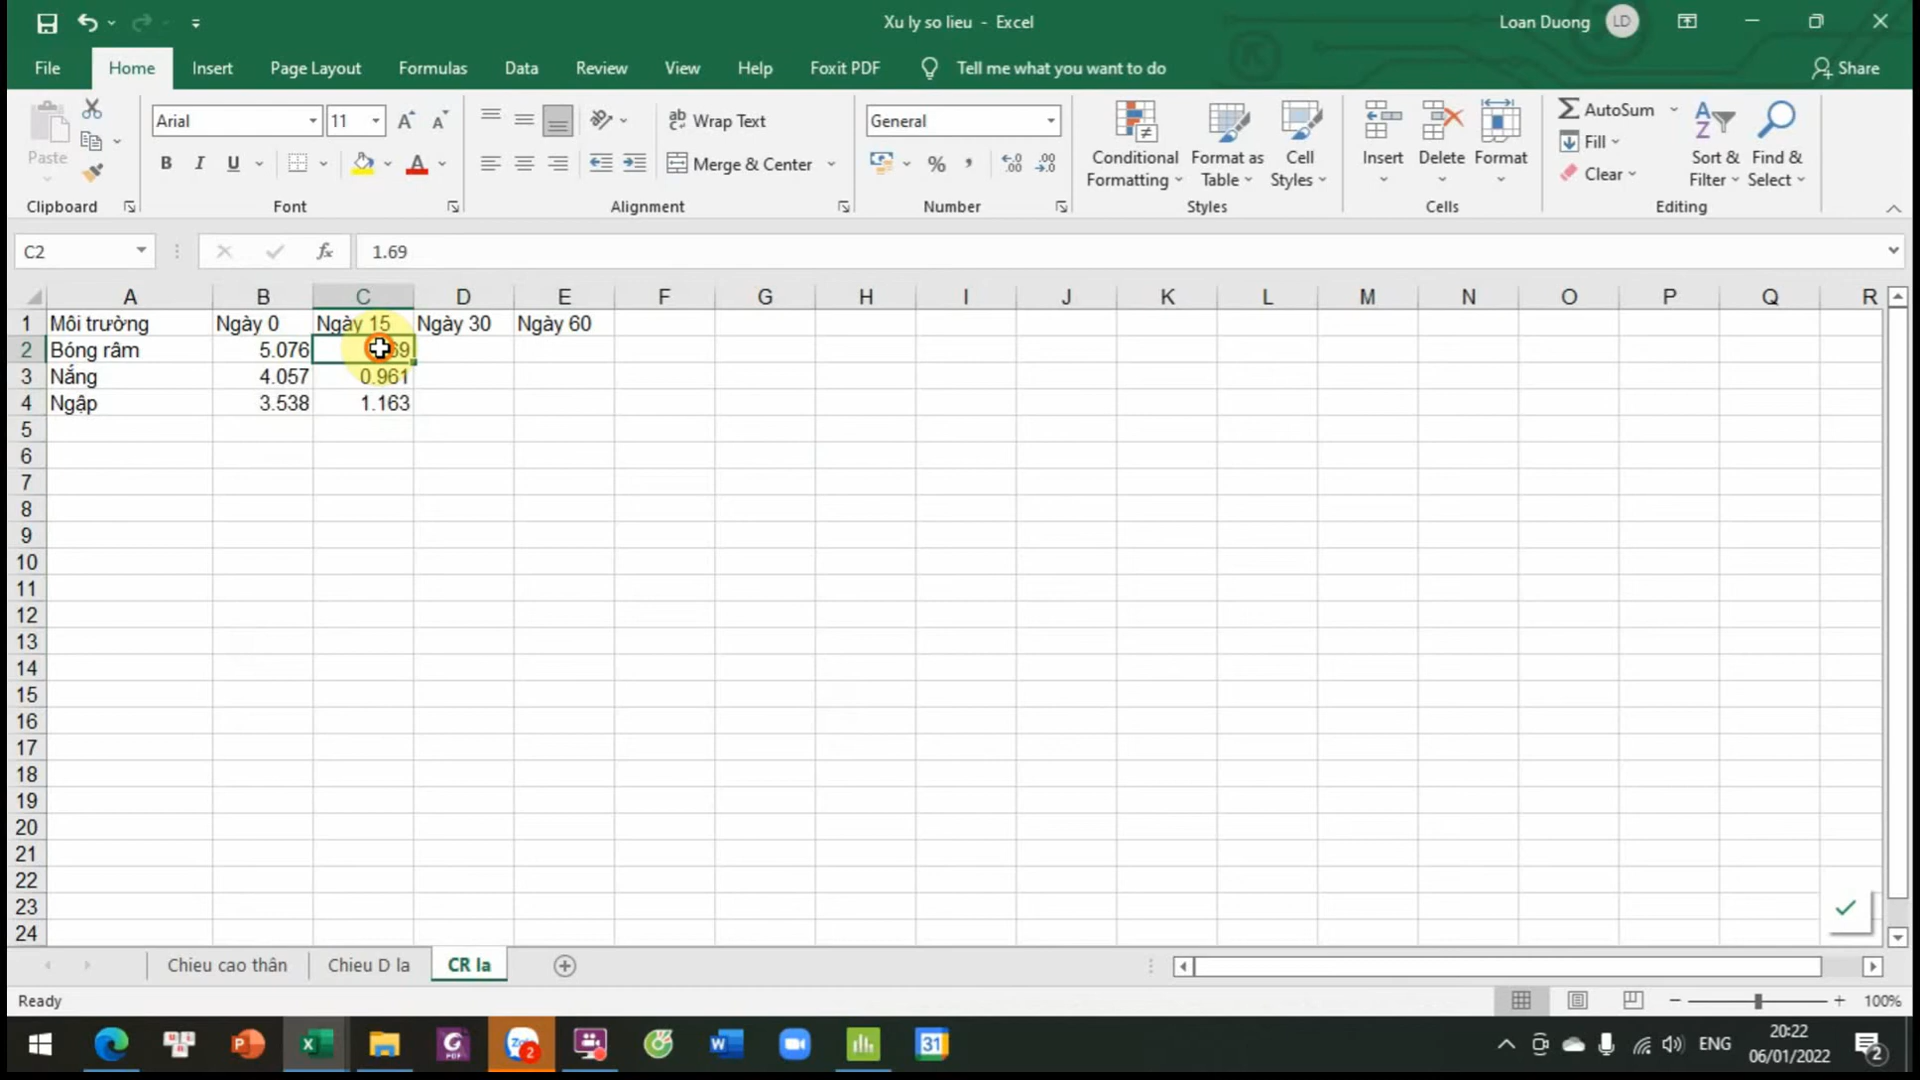 Xu ly so lieu - Excel
Loan Duong LD
File Home Insert Page Layout Formulas Data Review View Help Foxit PDF Tell me what you want to do Share
Paste
Arial 11
B I U
Wrap Text
Merge & Center
General
Conditional Formatting
Format as Table
Cell Styles
Insert Delete Format
AutoSum
Fill
Clear
Sort & Filter
Find & Select
Clipboard Font Alignment Number Styles Cells Editing
C2 fx 1.69
A B C D E F G H I J K L M N O P Q R
1 Môi trường Ngày 0 Ngày 15 Ngày 30 Ngày 60
2 Bóng râm 5.076
3 Nắng 4.057 0.961
4 Ngập 3.538 1.163
5
6
7
8
9
10
11
12
13
14
15
16
17
18
19
20
21
22
23
24
Chieu cao thân Chieu D la CR la
Ready 100%
ENG 20:22
06/01/2022
2
2
31